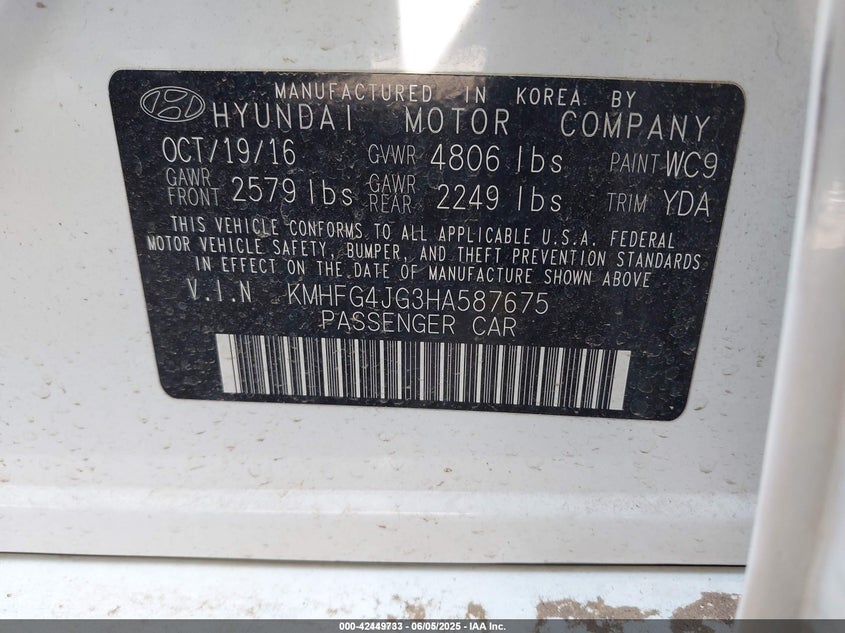 MANUFACTURED IN KOREA BY
HYUNDAI MOTOR COMPANY
OCT/19/16 GVWR 4806 lbs PAINT WC9
GAWR FRONT 2579 lbs GAWR REAR 2249 lbs TRIM YDA
THIS VEHICLE CONFORMS TO ALL APPLICABLE U.S.A. FEDERAL
MOTOR VEHICLE SAFETY, BUMPER, AND THEFT PREVENTION STANDARDS
IN EFFECT ON THE DATE OF MANUFACTURE SHOWN ABOVE
V.I.N KMHFG4JG3HA587675
PASSENGER CAR
000-42449733 - 06/05/2025 - IAA Inc.